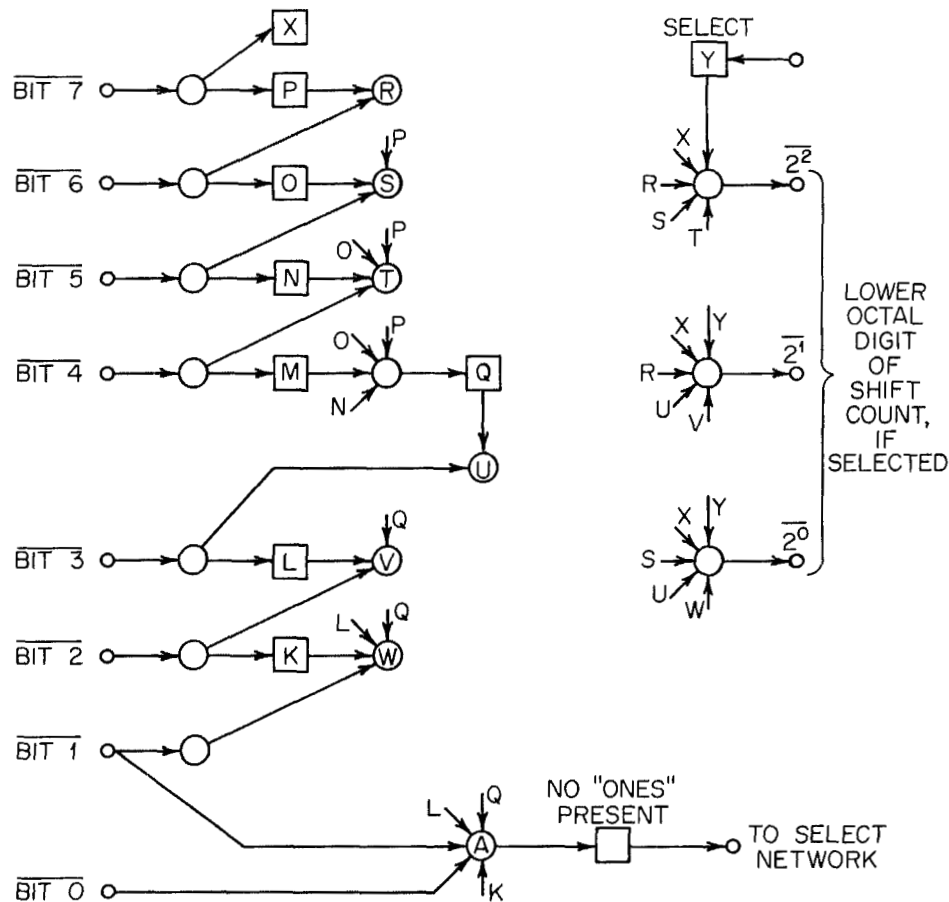 X
SELECT
Y
BIT 7
P
R
P
X
2²
BIT 6
O
S
R
S
T
P
O
BIT 5
N
T
LOWER
OCTAL
DIGIT
OF
SHIFT
COUNT,
IF
SELECTED
P
O
Y
X
2¹
BIT 4
M
Q
R
N
U
V
U
Q
Y
X
2⁰
BIT 3
L
V
S
U
W
Q
L
BIT 2
K
W
BIT 1
NO "ONES"
PRESENT
Q
L
A
TO SELECT
NETWORK
BIT 0
K